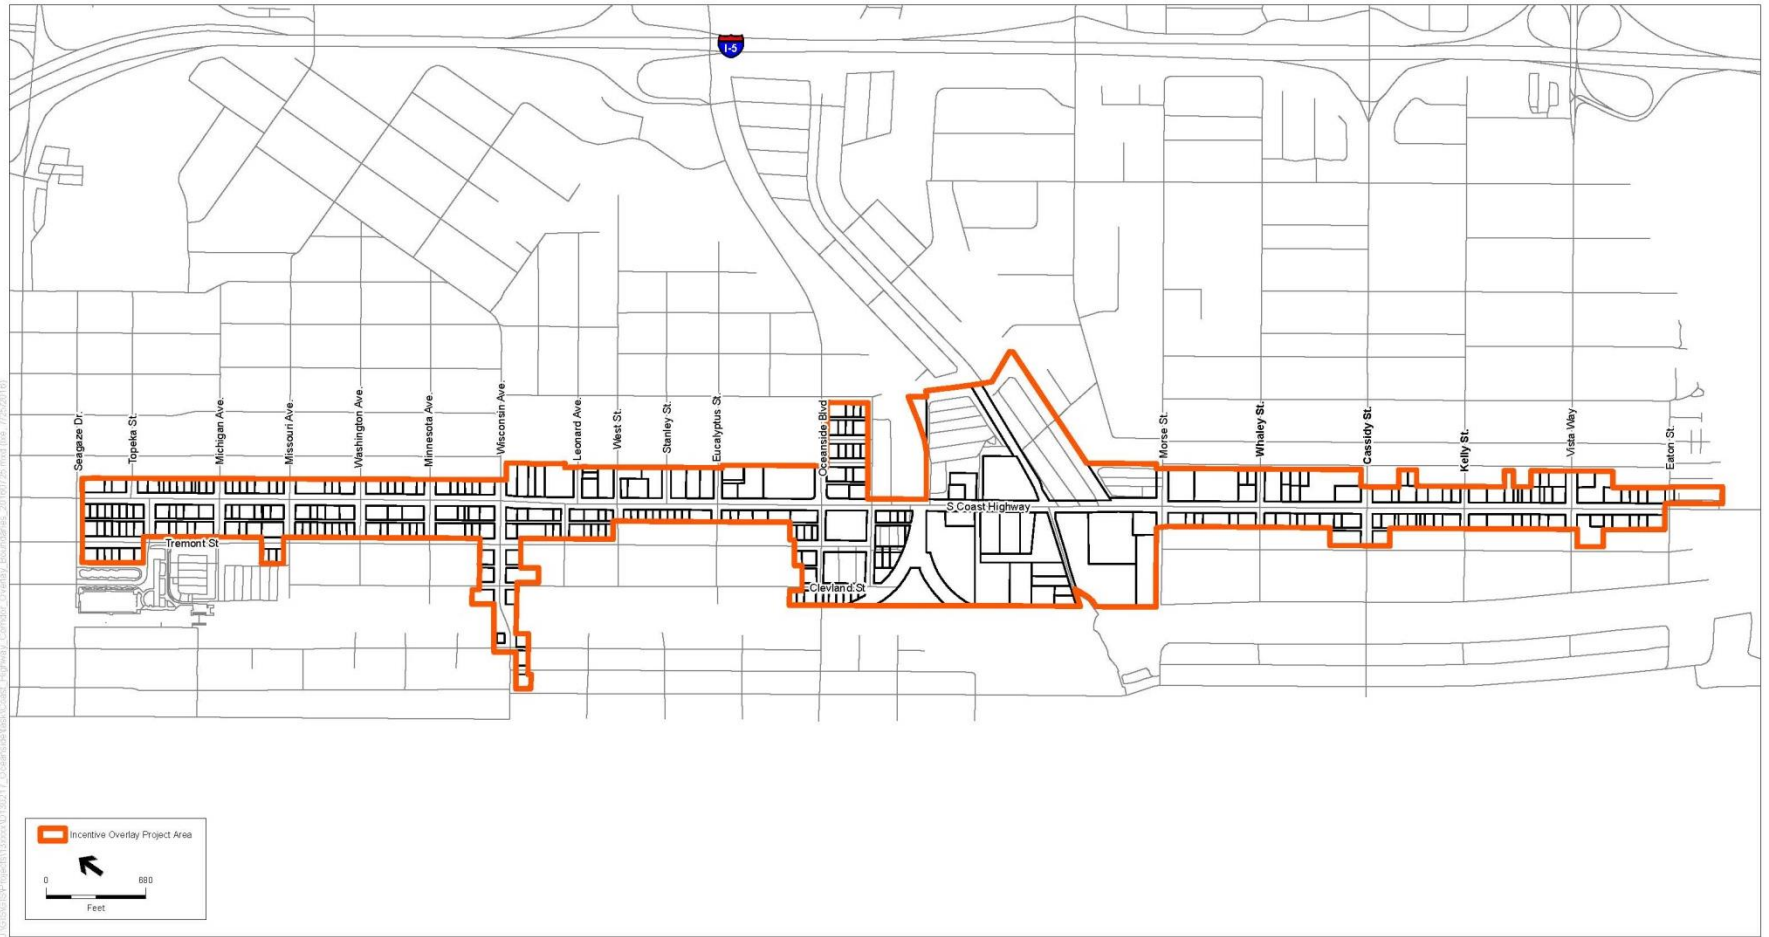 I-5
Seagaze Dr.
Topeka St.
Michigan Ave.
Missouri Ave.
Washington Ave.
Minnesota Ave.
Wisconsin Ave.
Leonard Ave.
West St.
Stanley St.
Eucalyptus St.
Oceanside Blvd
Morse St.
Whaley St.
Cassidy St.
Kelly St.
Vista Way
Eaton St.
S Coast Highway
Tremont St
Clevland St
Incentive Overlay Project Area
0 680
Feet